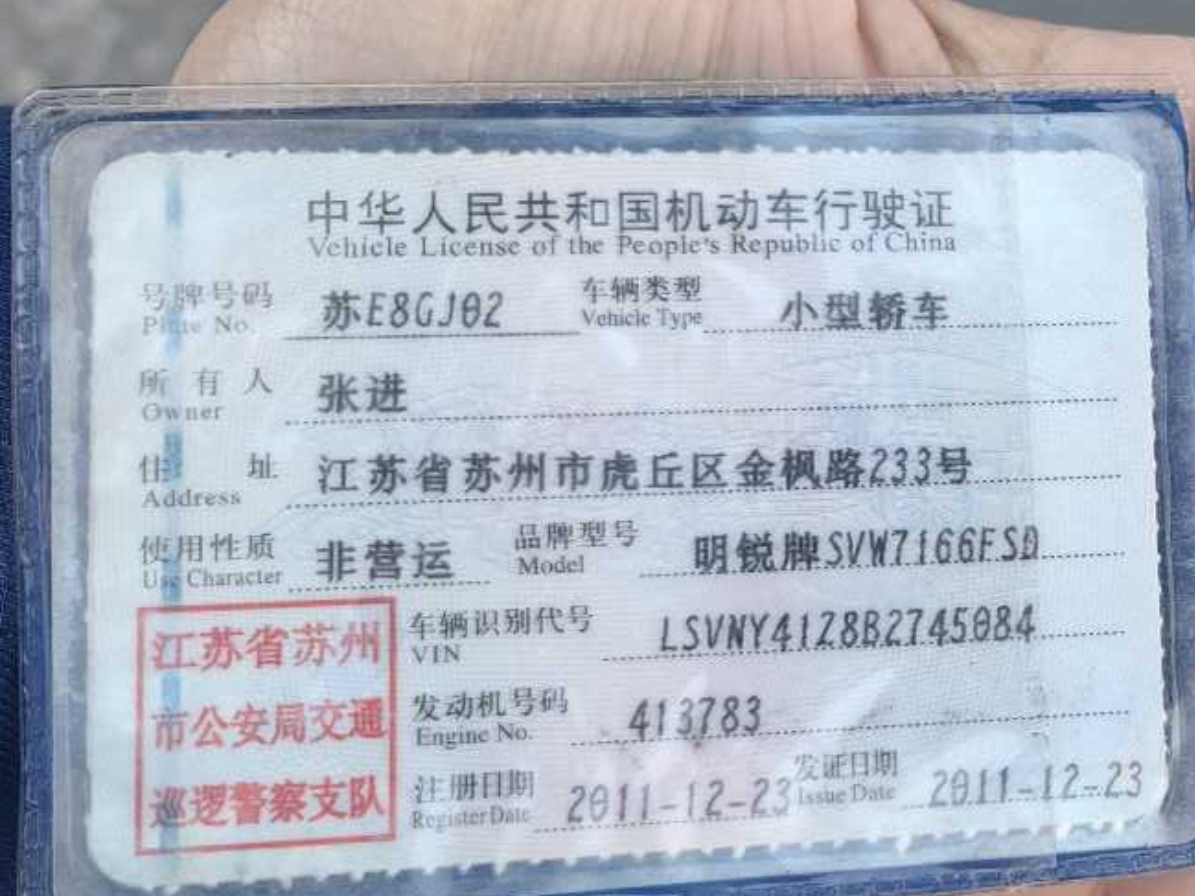 中华人民共和国机动车行驶证
Vehicle License of the People's Republic of China
号牌号码 苏E8GJ02 车辆类型 小型轿车
Plate No. Vehicle Type
所有人 张进
Owner
住址 江苏省苏州市虎丘区金枫路233号
Address
使用性质 非营运 品牌型号 明锐牌SVW7166FSD
Use Character Model
江苏省苏州 车辆识别代号 LSVNY41Z8B2745084
VIN
市公安局交通 发动机号码 413783
Engine No.
巡逻警察支队 注册日期 2011-12-23 发证日期 2011-12-23
Register Date Issue Date